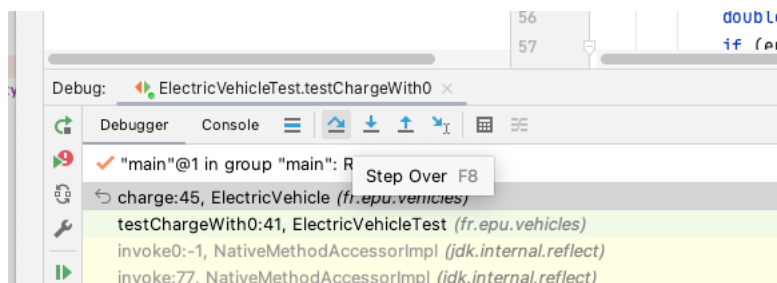 56 double
57 if (en
Debug: ElectricVehicleTest.testChargeWith0
Debugger Console
9 "main"@1 in group "main": R
Step Over F8
charge:45, ElectricVehicle (fr.epu.vehicles)
testChargeWith0:41, ElectricVehicleTest (fr.epu.vehicles)
invoke0:-1, NativeMethodAccessorImpl (jdk.internal.reflect)
invoke:77, NativeMethodAccessorImpl (jdk.internal.reflect)